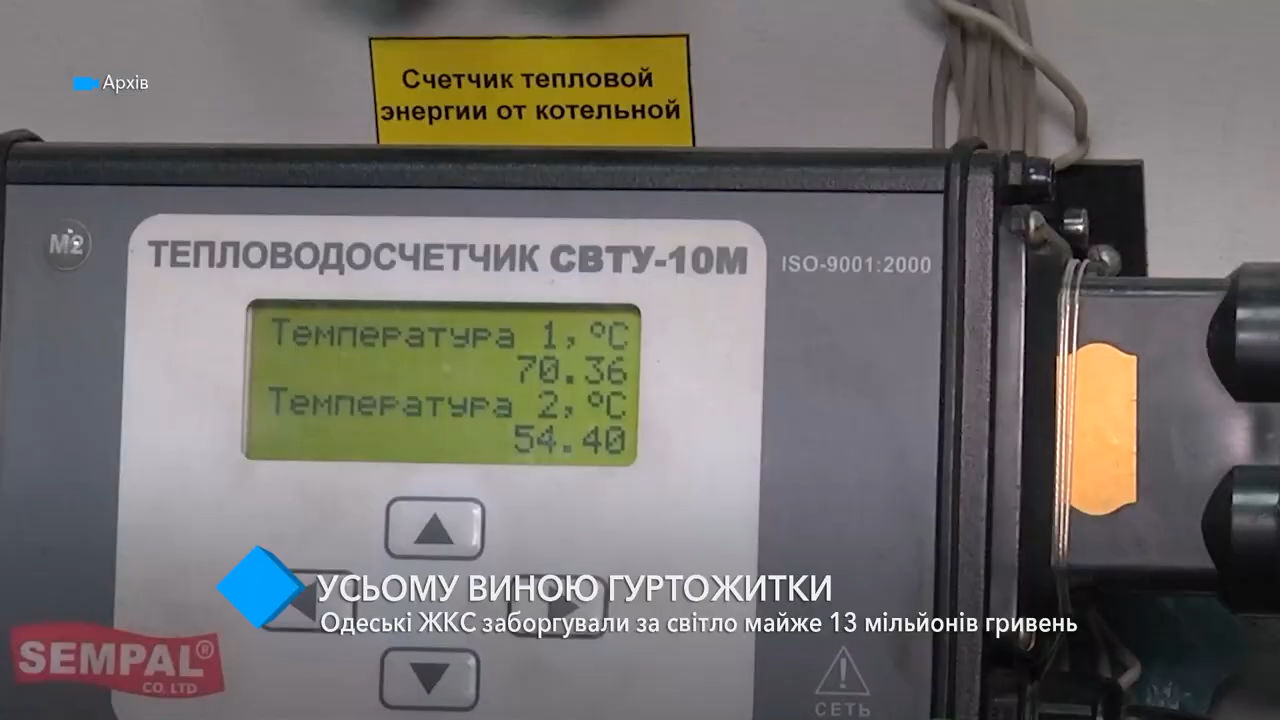 Архів
Счетчик тепловой
энергии от котельной
М2
ТЕПЛОВОДОСЧЕТЧИК СВТУ-10М
ISO-9001:2000
Температура 1,°C
70.36
Температура 2,°C
54.40
УСЬОМУ ВИНОЮ ГУРТОЖИТКИ
Одеські ЖКС заборгували за світло майже 13 мільйонів гривень
SEMPAL®
CO. LTD
СЕТЬ